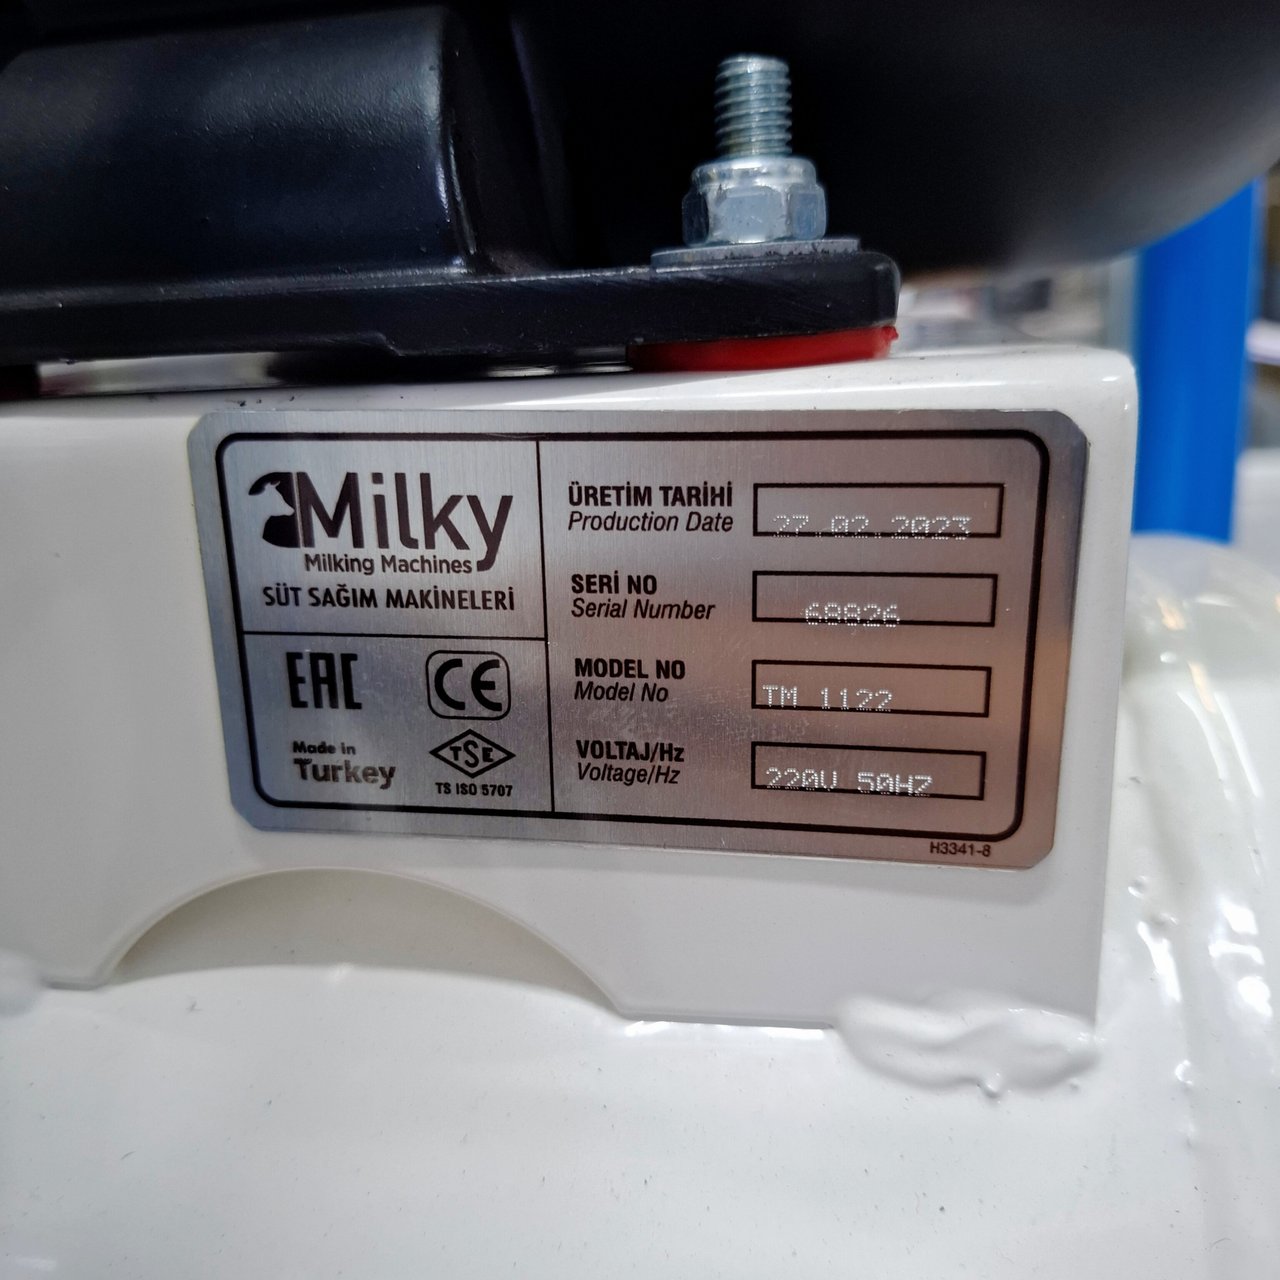 Milky
Milking Machines
SÜT SAĞIM MAKİNELERİ
EAC
CE
Made in
Turkey
TSE
TS ISO 5707
ÜRETİM TARİHİ
Production Date
27.02.2023
SERİ NO
Serial Number
68826
MODEL NO
Model No
TM 1122
VOLTAJ/Hz
Voltage/Hz
220V 50HZ
H3341-8